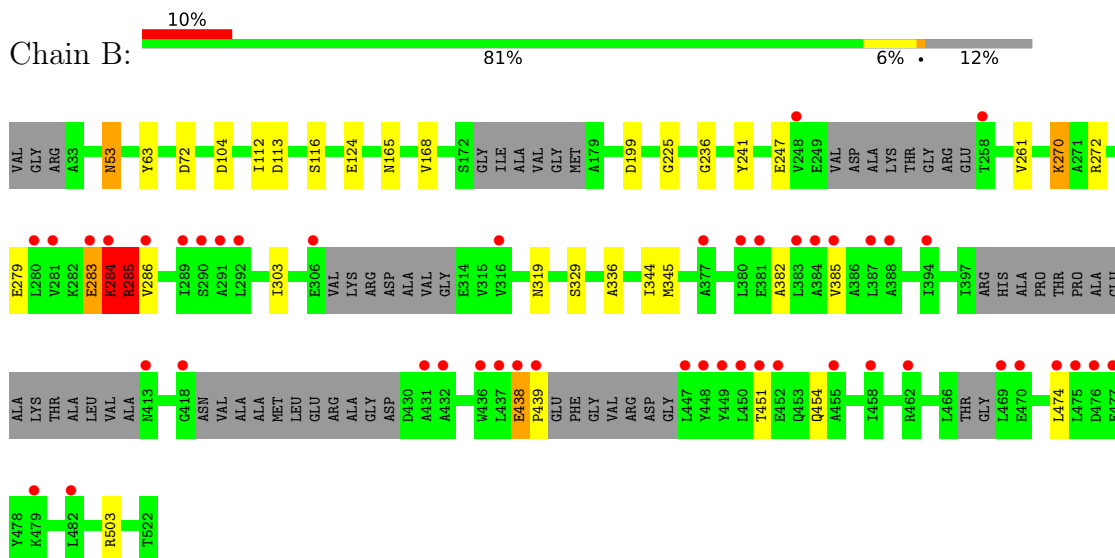 10%
Chain B:
81% 6% • 12%
VAL GLY ARG A33 N53 Y63 D72 D104 I112 D113 S116 E124 N165 V168 S172 GLY ILE ALA VAL GLY MET A179 D199 G225 G236 Y241 E247 V248 E249 VAL ASP ALA LYS THR GLY ARG GLU T258 V261 K270 A271 R272
E279 L280 V281 K282 E283 K284 R285 V286 I289 S290 A291 L292 I303 E306 VAL LYS ARG ASP ALA VAL GLY E314 V315 V316 N319 S329 A336 I344 M345 A377 L380 E381 A382 L383 A384 V385 A386 L387 A388 I394 I397 ARG HIS ALA PRO THR PRO ALA GLU
ALA LYS THR ALA LEU VAL ALA N413 G418 ASN VAL ALA ALA MET LEU GLU ARG ALA GLY ASP D430 A431 A432 W436 L437 E438 P439 GLU PHE GLY VAL ARG ASP GLY L447 Y448 Y449 L450 T451 E452 Q453 Q454 A455 I458 R462 L466 THR GLY L469 E470 L474 L475 D476
Y478 K479 L482 R503 T522